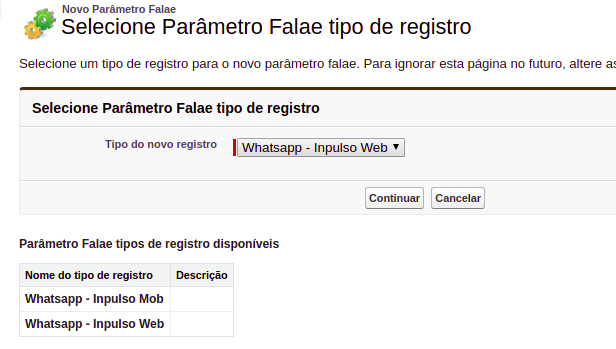 Novo Parâmetro Falae
Selecione Parâmetro Falae tipo de registro
Selecione um tipo de registro para o novo parâmetro falae. Para ignorar esta página no futuro, altere as
Selecione Parâmetro Falae tipo de registro
Tipo do novo registro Whatsapp - Inpulso Web
Continuar Cancelar
Parâmetro Falae tipos de registro disponíveis
Nome do tipo de registro Descrição
Whatsapp - Inpulso Mob
Whatsapp - Inpulso Web